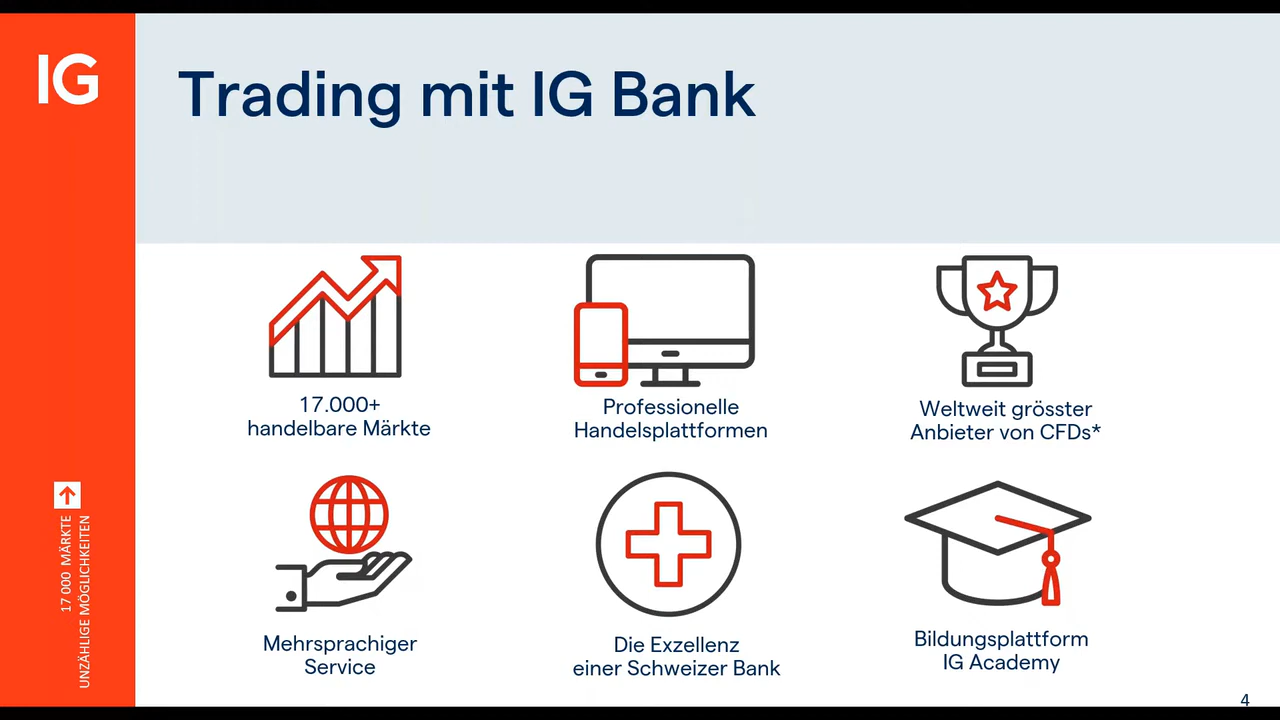 IG
Trading mit IG Bank
17.000+
handelbare Märkte
Professionelle
Handelsplattformen
Weltweit grösster
Anbieter von CFDs*
Mehrsprachiger
Service
Die Exzellenz
einer Schweizer Bank
Bildungsplattform
IG Academy
17 000 MÄRKTE
UNZÄHLIGE MÖGLICHKEITEN
4